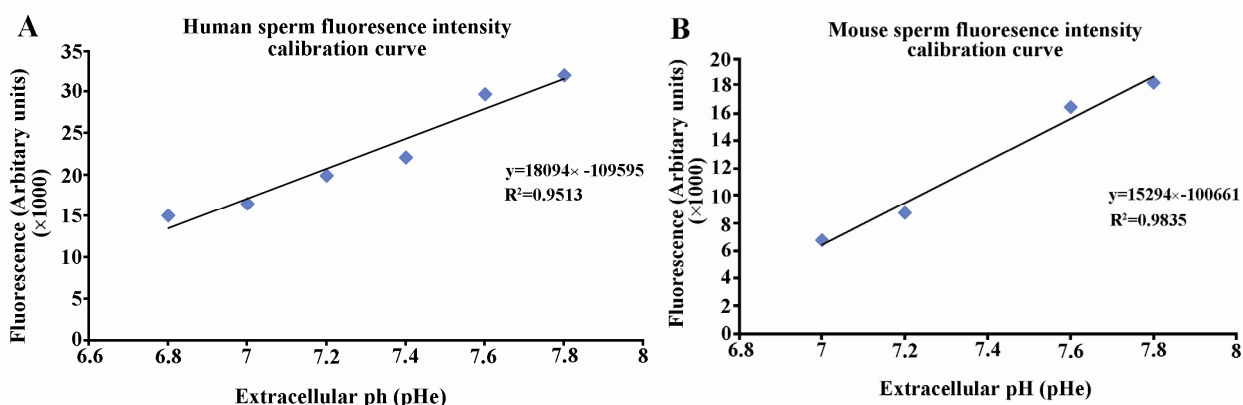 A
Human sperm fluoresence intensity
calibration curve
Fluorescence (Arbitary units)
(×1000)
35
30
25
20
15
10
5
0
6.6
6.8
7
7.2
7.4
7.6
7.8
8
y=18094× -109595
R²=0.9513
Extracellular ph (pHe)
B
Mouse sperm fluoresence intensity
calibration curve
Fluorescence (Arbitary units)
(×1000)
20
18
16
14
12
10
8
6
4
2
0
6.8
7
7.2
7.4
7.6
7.8
8
y=15294×-100661
R²=0.9835
Extracellular pH (pHe)